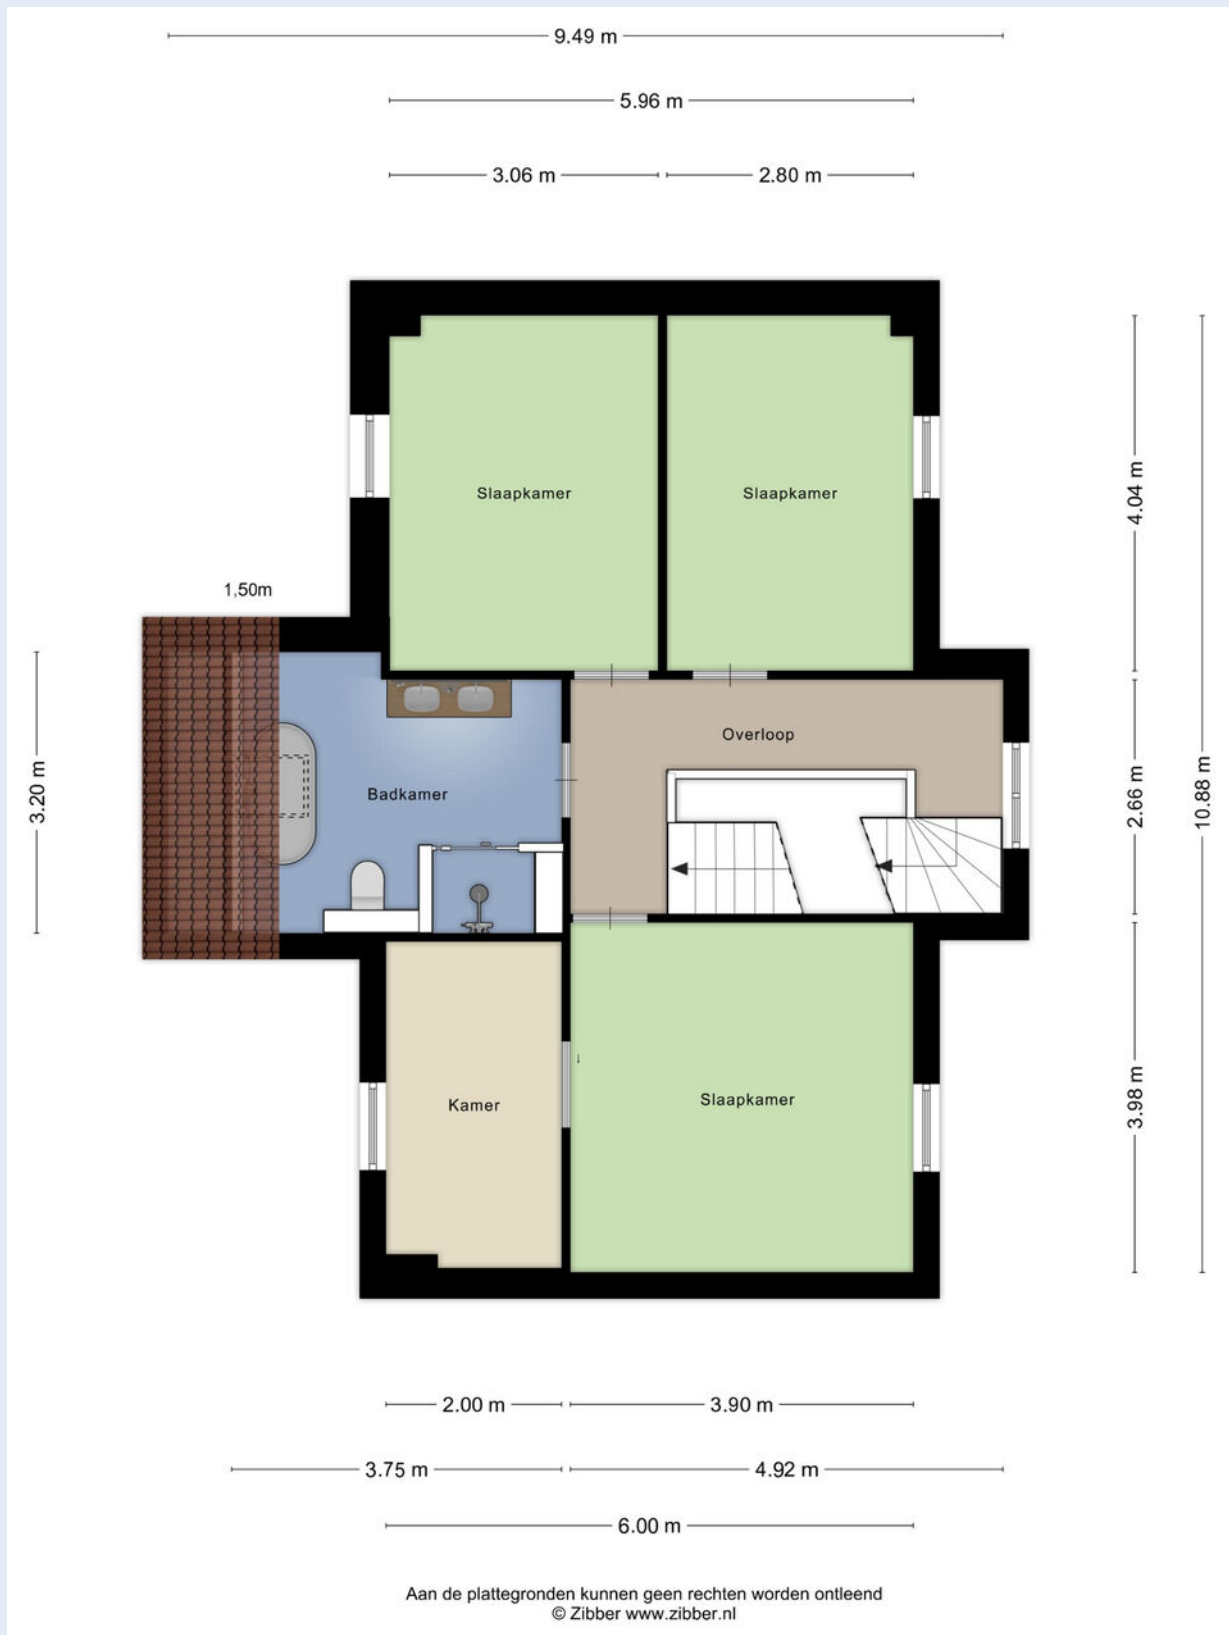 9.49 m
5.96 m
3.06 m 2.80 m
Slaapkamer Slaapkamer
4.04 m
1,50m
Overloop
Badkamer
3.20 m
2.66 m
10.88 m
Kamer
Slaapkamer
3.98 m
2.00 m 3.90 m
3.75 m 4.92 m
6.00 m
Aan de plattegronden kunnen geen rechten worden ontleend
© Zibber www.zibber.nl